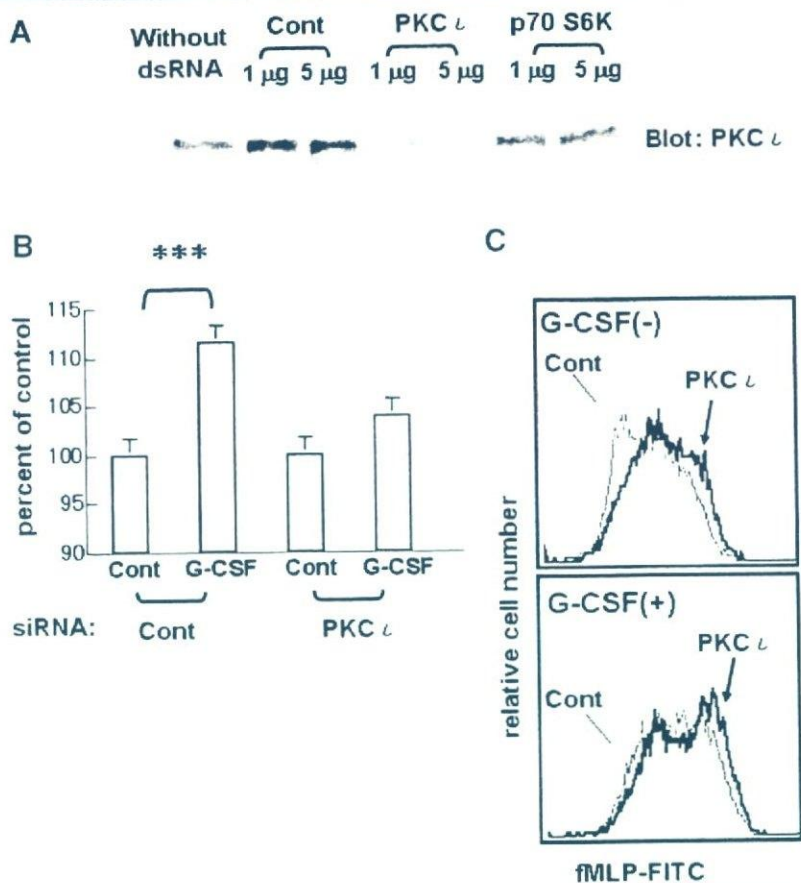 A
Without dsRNA
Cont
PKC ι
p70 S6K
1 µg 5 µg 1 µg 5 µg 1 µg 5 µg
Blot: PKC ι
B
***
percent of control
115
110
105
100
95
90
Cont G-CSF Cont G-CSF
siRNA: Cont PKC ι
C
G-CSF(-)
Cont
PKC ι
G-CSF(+)
PKC ι
Cont
relative cell number
fMLP-FITC